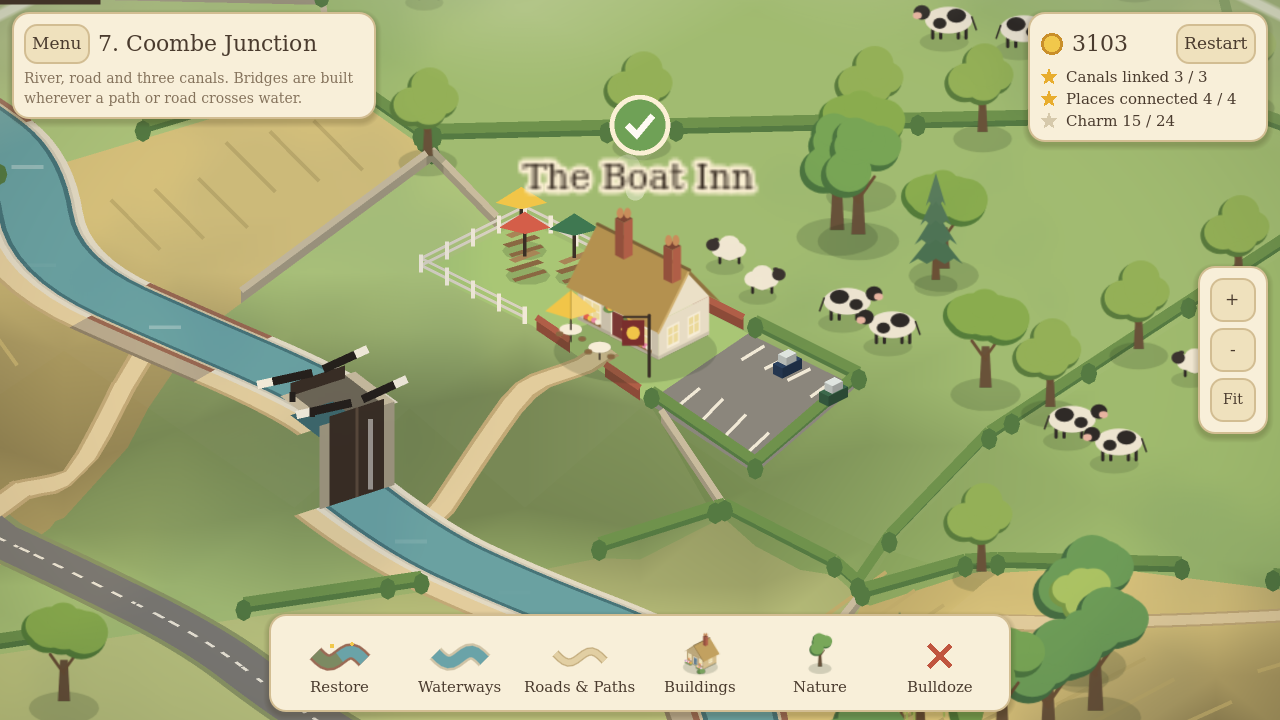 Menu
7. Coombe Junction
River, road and three canals. Bridges are built
wherever a path or road crosses water.
3103
Restart
Canals linked 3 / 3
Places connected 4 / 4
Charm 15 / 24
The Boat Inn
+
-
Fit
Restore
Waterways
Roads & Paths
Buildings
Nature
Bulldoze